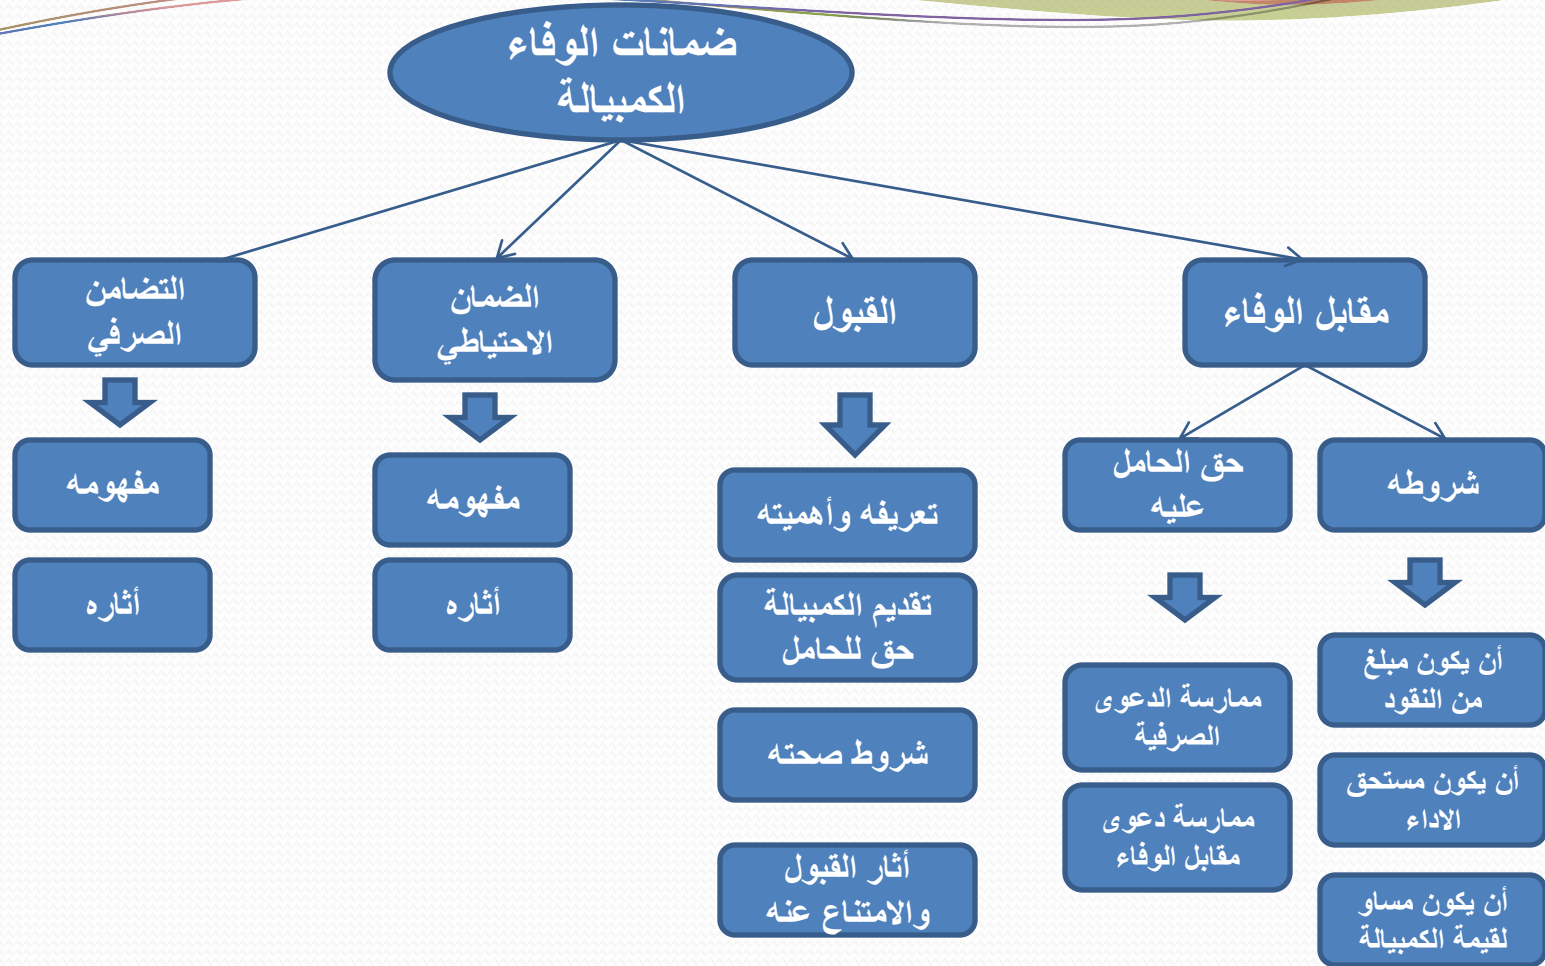 ضمانات الوفاء
الكمبيالة
مقابل الوفاء
القبول
الضمان
الاحتياطي
التضامن
الصرفي
شروطه
حق الحامل
عليه
أن يكون مبلغ
من النقود
أن يكون مستحق
الاداء
أن يكون مساو
لقيمة الكمبيالة
ممارسة الدعوى
الصرفية
ممارسة دعوى
مقابل الوفاء
تعريفه وأهميته
تقديم الكمبيالة
حق للحامل
شروط صحته
أثار القبول
والامتناع عنه
مفهومه
أثاره
مفهومه
أثاره